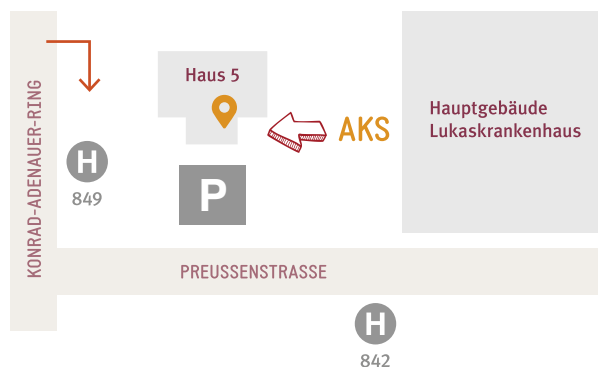 KONRAD-ADENAUER-RING
Haus 5
AKS
Hauptgebäude
Lukaskrankenhaus
H
849
P
PREUSSENSTRASSE
H
842